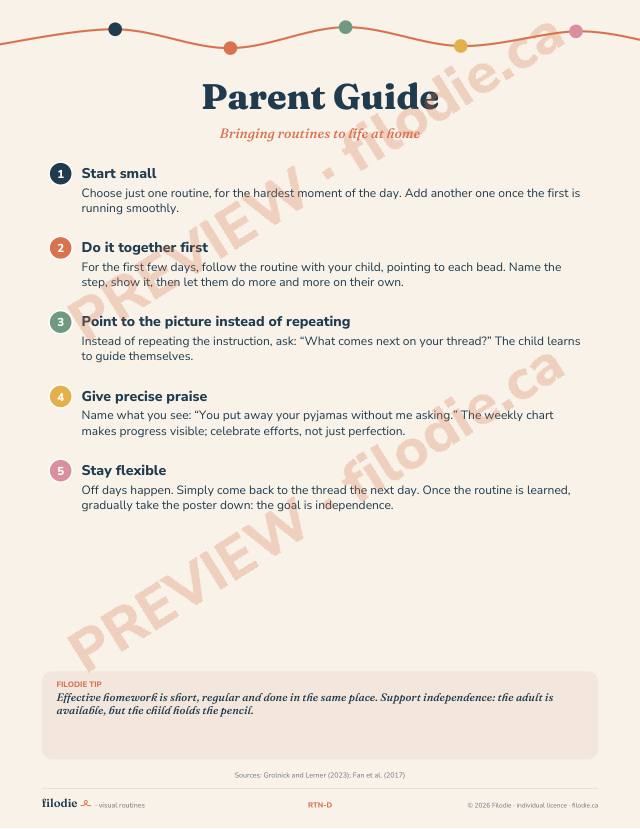 Parent Guide
Bringing routines to life at home
1 Start small
Choose just one routine, for the hardest moment of the day. Add another one once the first is
running smoothly.
2 Do it together first
For the first few days, follow the routine with your child, pointing to each bead. Name the
step, show it, then let them do more and more on their own.
3 Point to the picture instead of repeating
Instead of repeating the instruction, ask: “What comes next on your thread?” The child learns
to guide themselves.
4 Give precise praise
Name what you see: “You put away your pyjamas without me asking.” The weekly chart
makes progress visible; celebrate efforts, not just perfection.
5 Stay flexible
Off days happen. Simply come back to the thread the next day. Once the routine is learned,
gradually take the poster down: the goal is independence.
PREVIEW · filodie.ca
PREVIEW · filodie.ca
FILODIE TIP
Effective homework is short, regular and done in the same place. Support independence: the adult is
available, but the child holds the pencil.
Sources: Grolnick and Lerner (2023); Fan et al. (2017)
filodie · visual routines RTN-D © 2026 Filodie · individual licence · filodie.ca